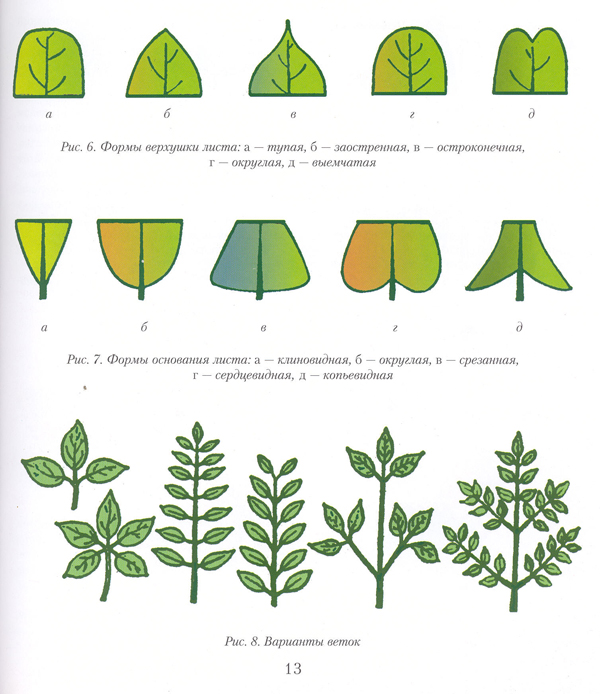 а б в г д
Рис. 6. Формы верхушки листа: а — тупая, б — заостренная, в — остроконечная,
г — округлая, д — выемчатая
а б в г д
Рис. 7. Формы основания листа: а — клиновидная, б — округлая, в — срезанная,
г — сердцевидная, д — копьевидная
Рис. 8. Варианты веток
13